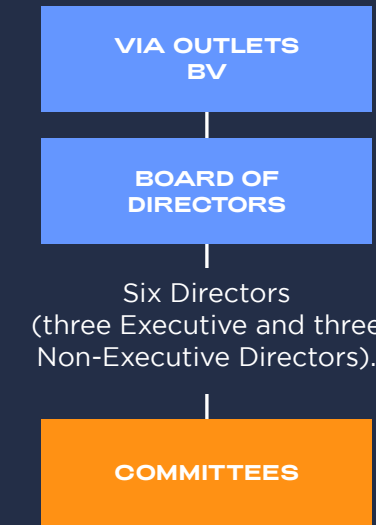 VIA OUTLETS
BV
BOARD OF
DIRECTORS
Six Directors
(three Executive and three
Non-Executive Directors).
COMMITTEES